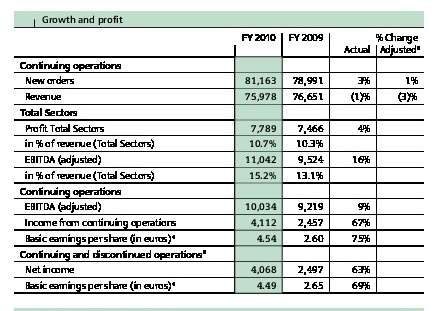 Growth and profit
FY 2010 FY 2009 % Change
Actual Adjusted*
Continuing operations
New orders 81,163 78,991 3% 1%
Revenue 75,978 76,651 (1)% (3)%
Total Sectors
Profit Total Sectors 7,789 7,466 4%
in % of revenue (Total Sectors) 10.7% 10.3%
EBITDA (adjusted) 11,042 9,524 16%
in % of revenue (Total Sectors) 15.2% 13.1%
Continuing operations
EBITDA (adjusted) 10,034 9,219 9%
Income from continuing operations 4,112 2,457 67%
Basic earnings per share (in euros) 4.54 2.60 75%
Continuing and discontinued operations
Net income 4,068 2,497 63%
Basic earnings per share (in euros) 4.49 2.65 69%